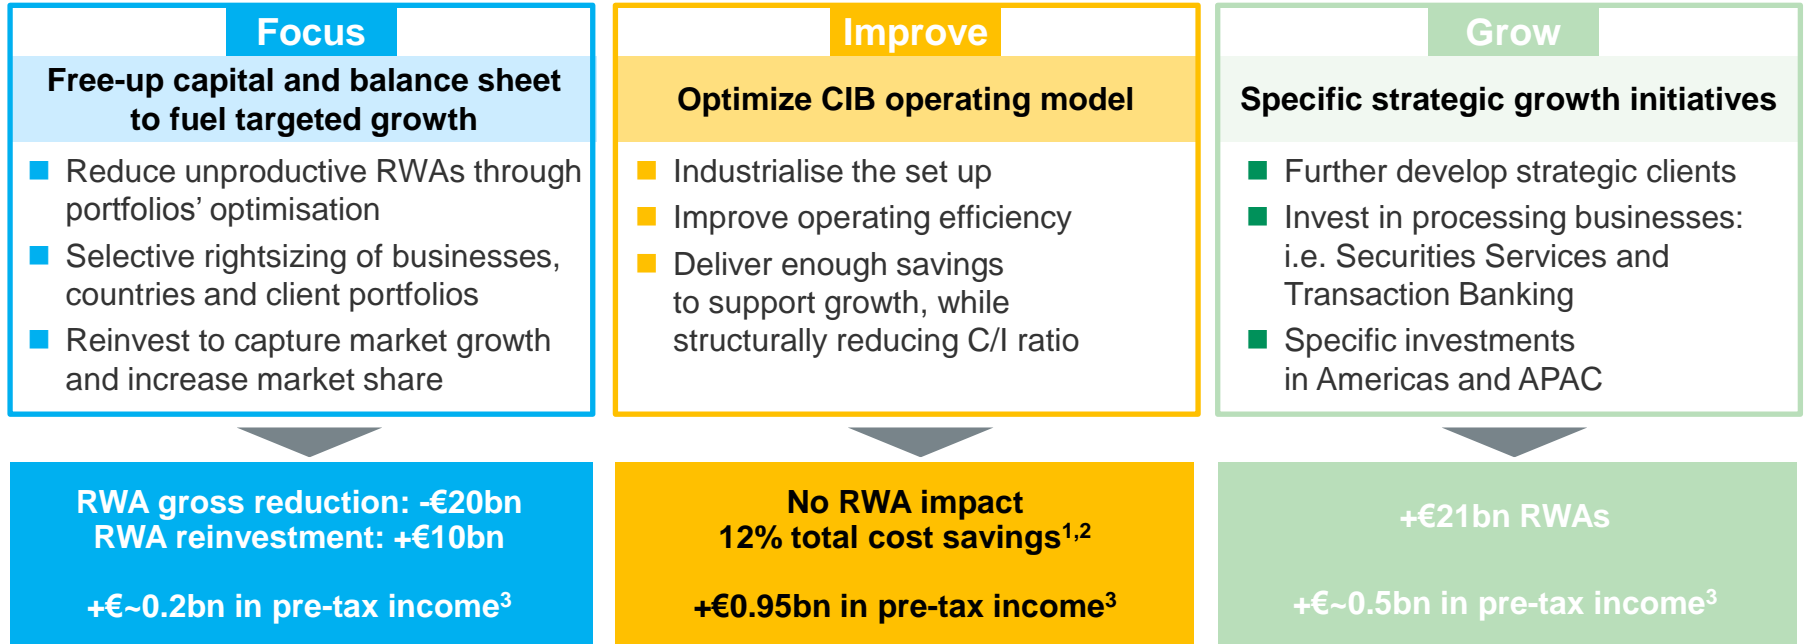 Focus
Free-up capital and balance sheet
to fuel targeted growth
Reduce unproductive RWAs through
portfolios’ optimisation
Selective rightsizing of businesses,
countries and client portfolios
Reinvest to capture market growth
and increase market share
RWA gross reduction: -€20bn
RWA reinvestment: +€10bn
+€~0.2bn in pre-tax income3
Improve
Optimize CIB operating model
Industrialise the set up
Improve operating efficiency
Deliver enough savings
to support growth, while
structurally reducing C/I ratio
No RWA impact
12% total cost savings1,2
+€0.95bn in pre-tax income3
Grow
Specific strategic growth initiatives
Further develop strategic clients
Invest in processing businesses:
i.e. Securities Services and
Transaction Banking
Specific investments
in Americas and APAC
+€21bn RWAs
+€~0.5bn in pre-tax income3